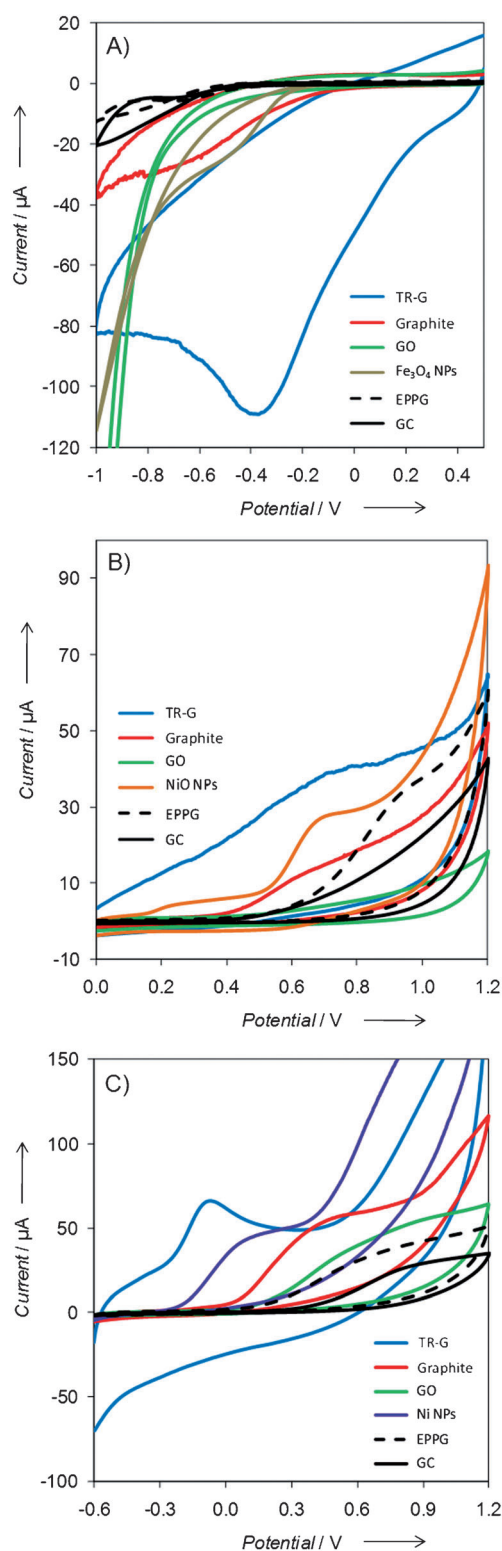 A)
20
0
-20
-40
-60
-80
-100
-120
Current / µA
TR-G
Graphite
GO
Fe₃O₄ NPs
EPPG
GC
-1 -0.8 -0.6 -0.4 -0.2 0 0.2 0.4
Potential / V
B)
90
70
50
30
10
-10
Current / µA
TR-G
Graphite
GO
NiO NPs
EPPG
GC
0.0 0.2 0.4 0.6 0.8 1.0 1.2
Potential / V
C)
150
100
50
0
-50
-100
Current / µA
TR-G
Graphite
GO
Ni NPs
EPPG
GC
-0.6 -0.3 0.0 0.3 0.6 0.9 1.2
Potential / V